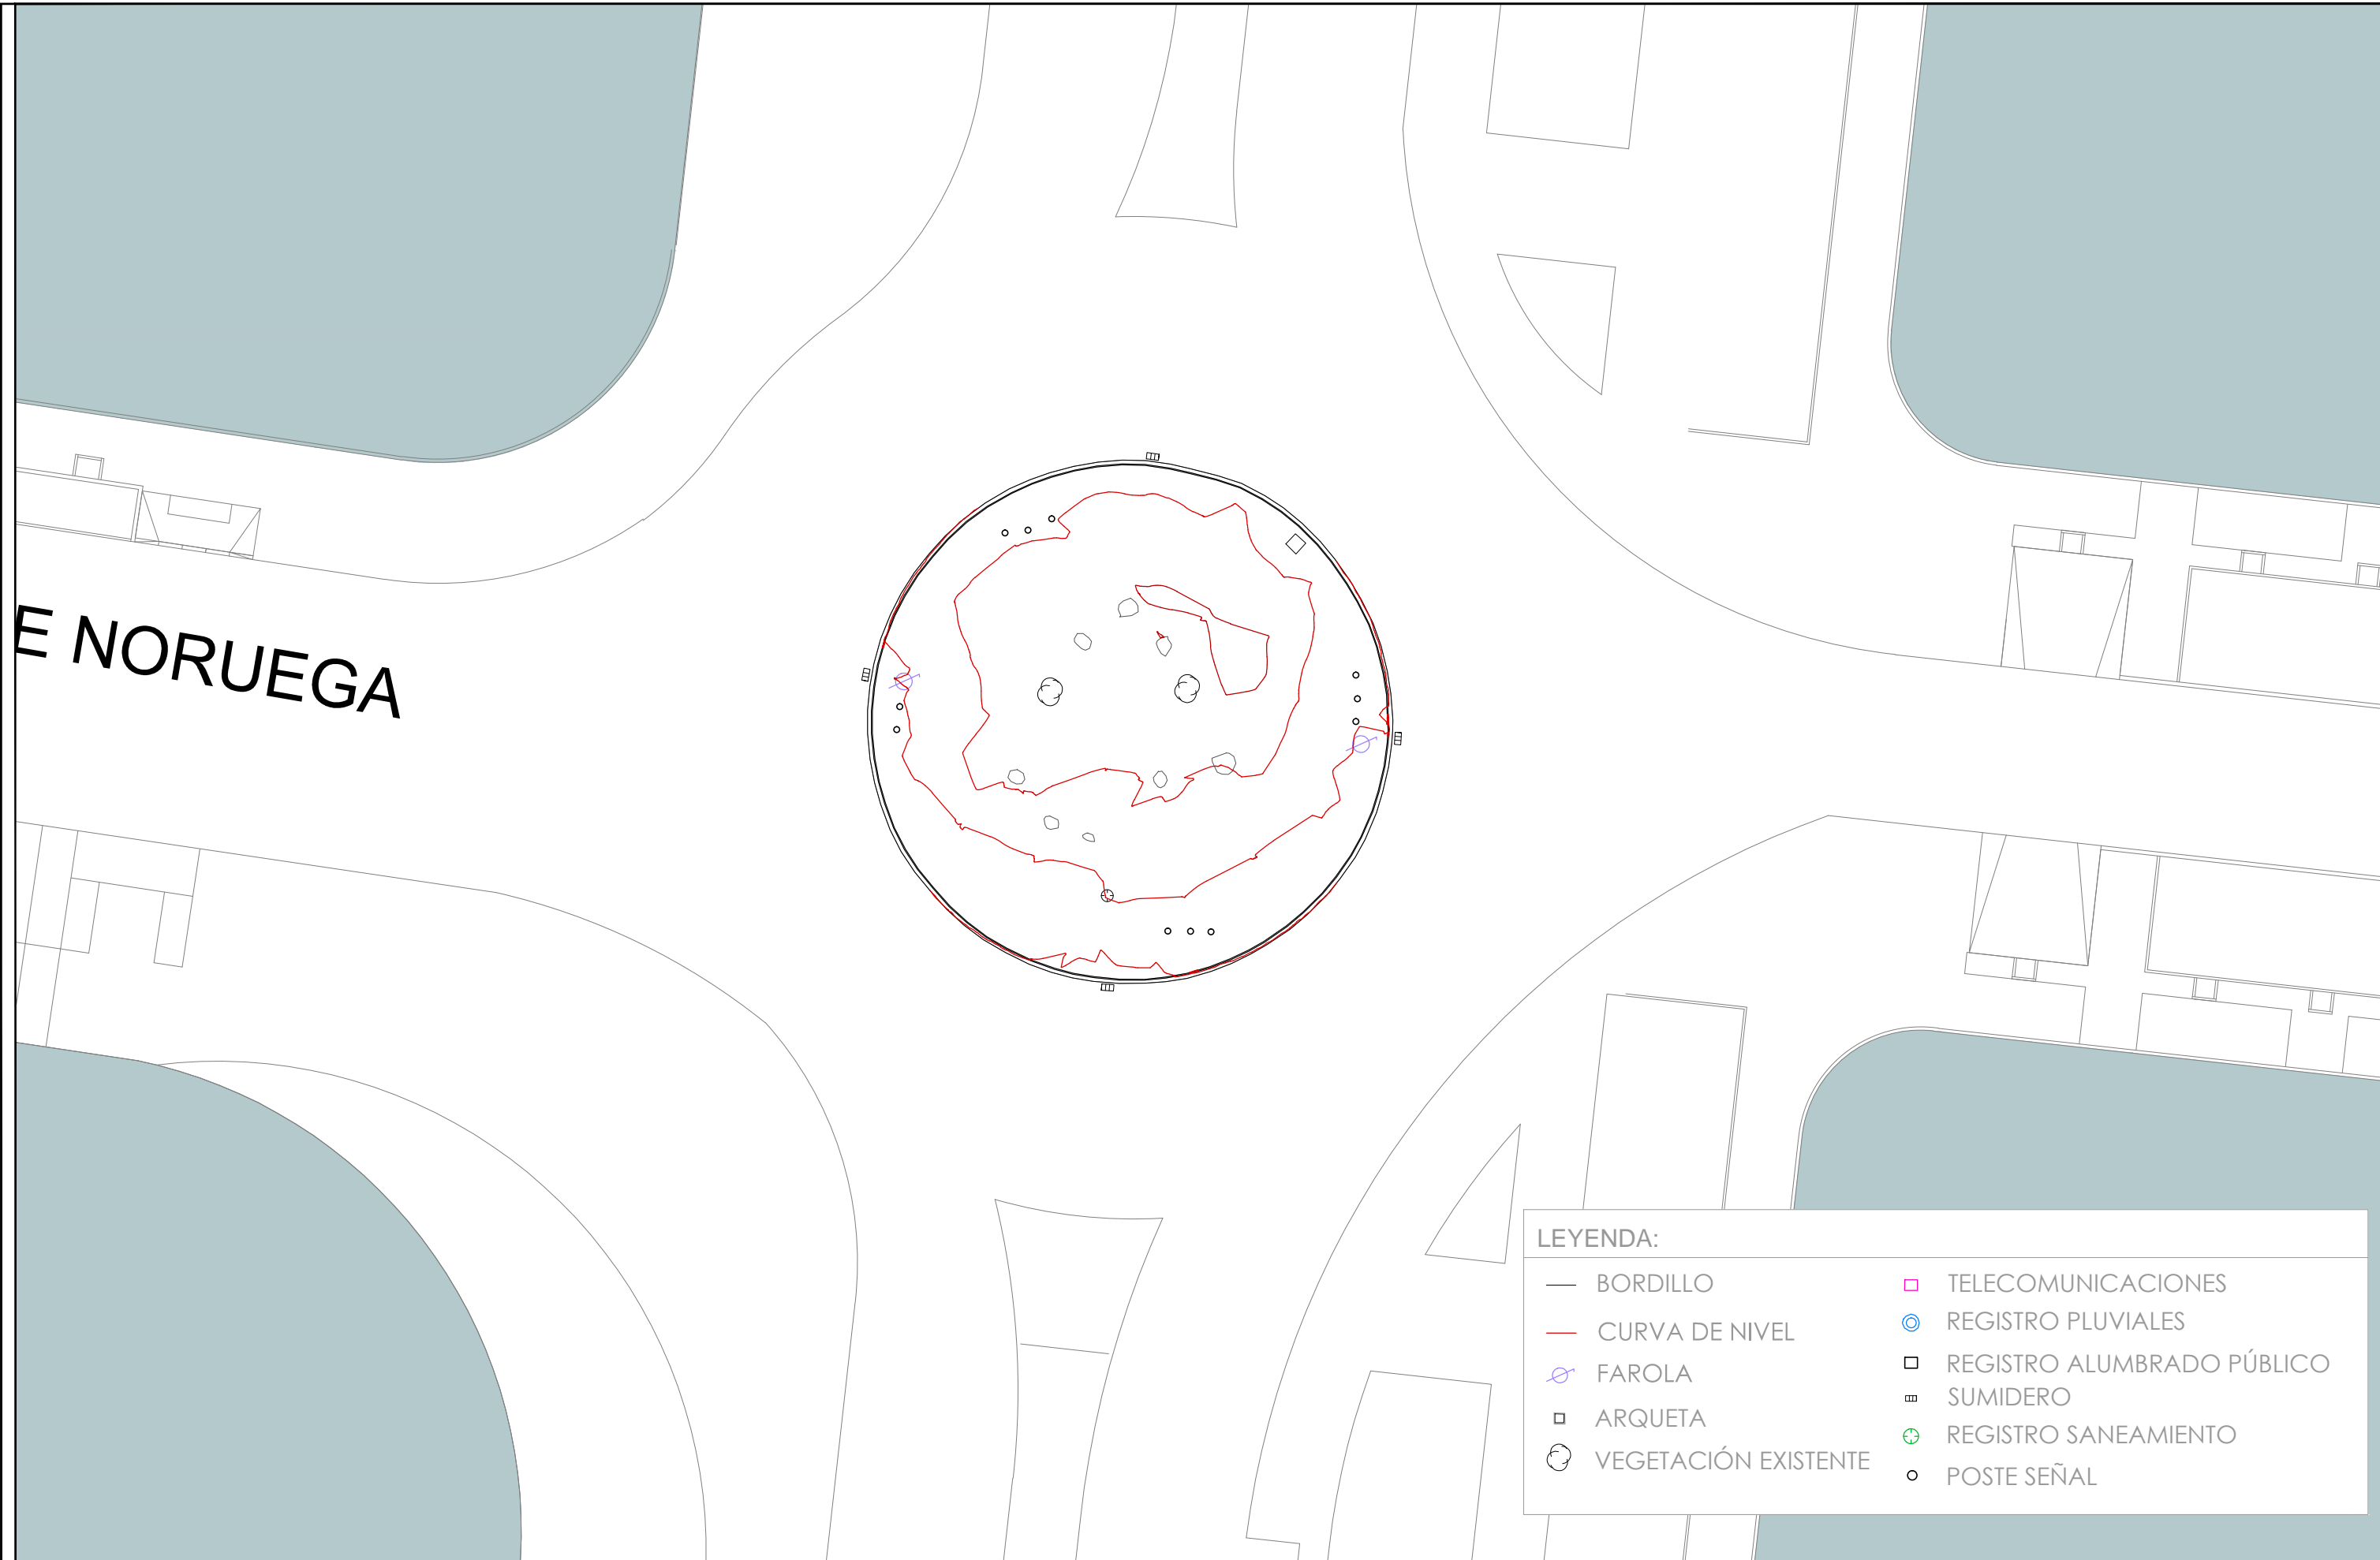 E NORUEGA
LEYENDA:
BORDILLO
CURVA DE NIVEL
FAROLA
ARQUETA
VEGETACIÓN EXISTENTE
TELECOMUNICACIONES
REGISTRO PLUVIALES
REGISTRO ALUMBRADO PÚBLICO
SUMIDERO
REGISTRO SANEAMIENTO
POSTE SEÑAL